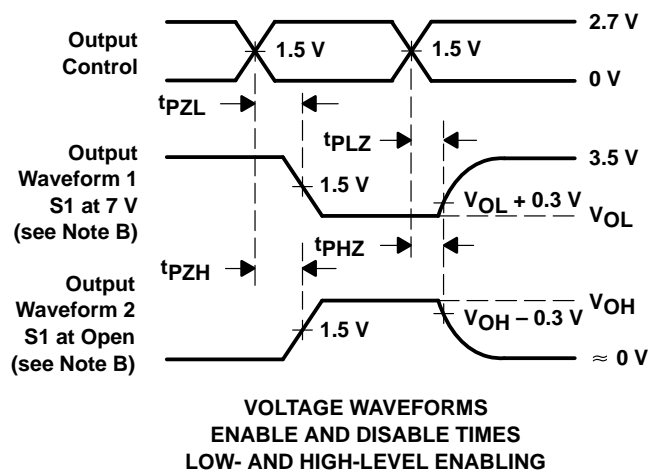 Output
Control
1.5 V
1.5 V
2.7 V
0 V
tPZL
tPLZ
Output
Waveform 1
S1 at 7 V
(see Note B)
1.5 V
3.5 V
VOL + 0.3 V
VOL
tPZH
tPHZ
Output
Waveform 2
S1 at Open
(see Note B)
1.5 V
VOH
VOH – 0.3 V
≈ 0 V
VOLTAGE WAVEFORMS
ENABLE AND DISABLE TIMES
LOW- AND HIGH-LEVEL ENABLING